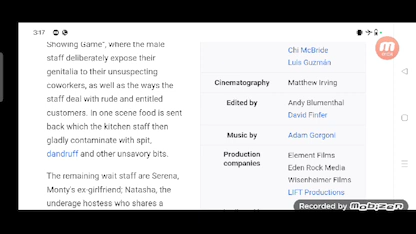 3:17
Showing Game", where the male
staff deliberately expose their
genitalia to their unsuspecting
coworkers, as well as the ways the
staff deal with rude and entitled
customers. In one scene food is sent
back which the kitchen staff then
gladly contaminate with spit,
dandruff and other unsavory bits.
The remaining wait staff are Serena,
Monty's ex-girlfriend; Natasha, the
underage hostess who shares a
Chi McBride
Luis Guzmán
Cinematography Matthew Irving
Edited by Andy Blumenthal
David Finfer
Music by Adam Gorgoni
Production Element Films
companies Eden Rock Media
Wisenheimer Films
LIFT Productions
Recorded by Mobizen